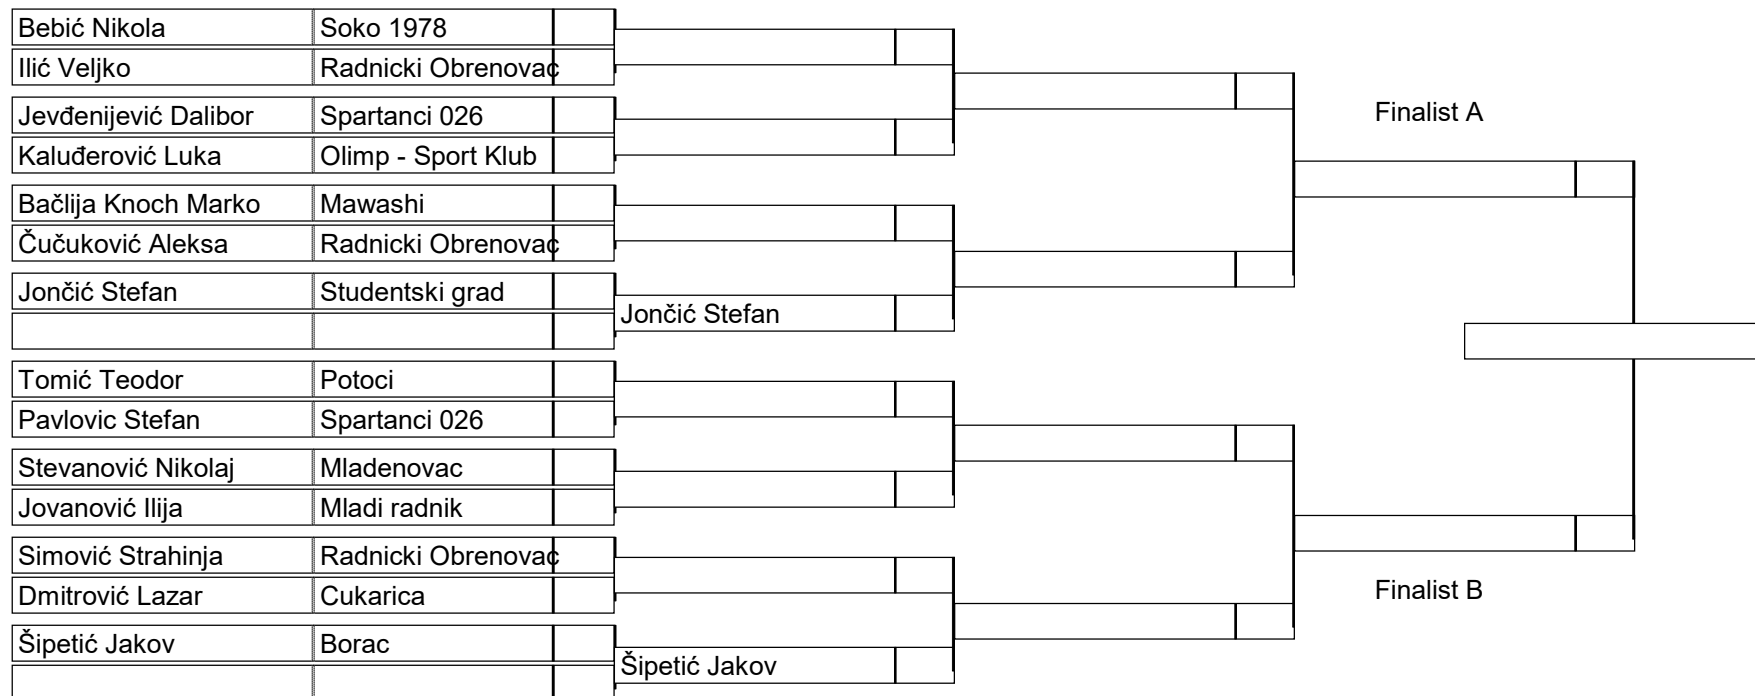 Bebić Nikola Soko 1978
Ilić Veljko Radnicki Obrenovac
Finalist A
Jevđenijević Dalibor Spartanci 026
Kaluđerović Luka Olimp - Sport Klub
Bačlija Knoch Marko Mawashi
Čučuković Aleksa Radnicki Obrenovac
Jončić Stefan Studentski grad
Jončić Stefan
Tomić Teodor Potoci
Pavlovic Stefan Spartanci 026
Stevanović Nikolaj Mladenovac
Jovanović Ilija Mladi radnik
Simović Strahinja Radnicki Obrenovac
Finalist B
Dmitrović Lazar Cukarica
Šipetić Jakov Borac
Šipetić Jakov